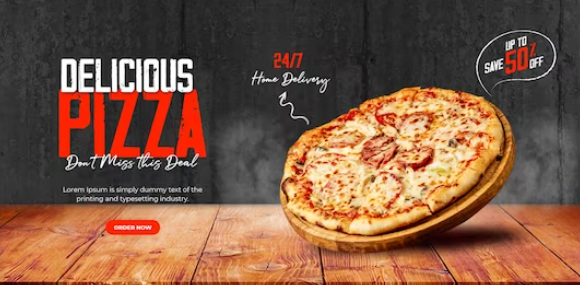 DELICIOUS
PIZZA
Don't Miss this Deal
Lorem Ipsum is simply dummy text of the
printing and typesetting industry.
ORDER NOW
24/7
Home Delivery
UP TO
SAVE 50% OFF